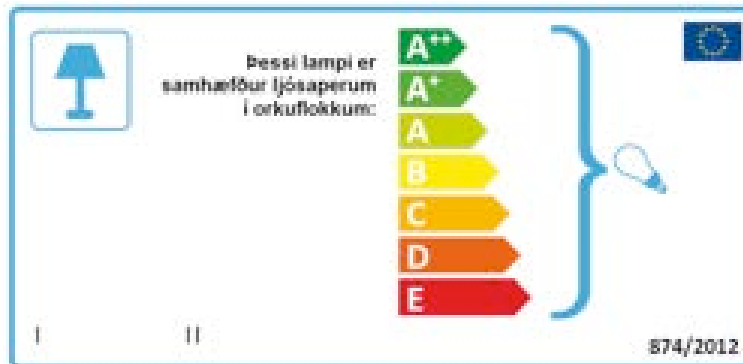 Þessi lampi er
samhæfður ljósaperum
í orkuflokkum:
A++
A+
A
B
C
D
E
I II
874/2012